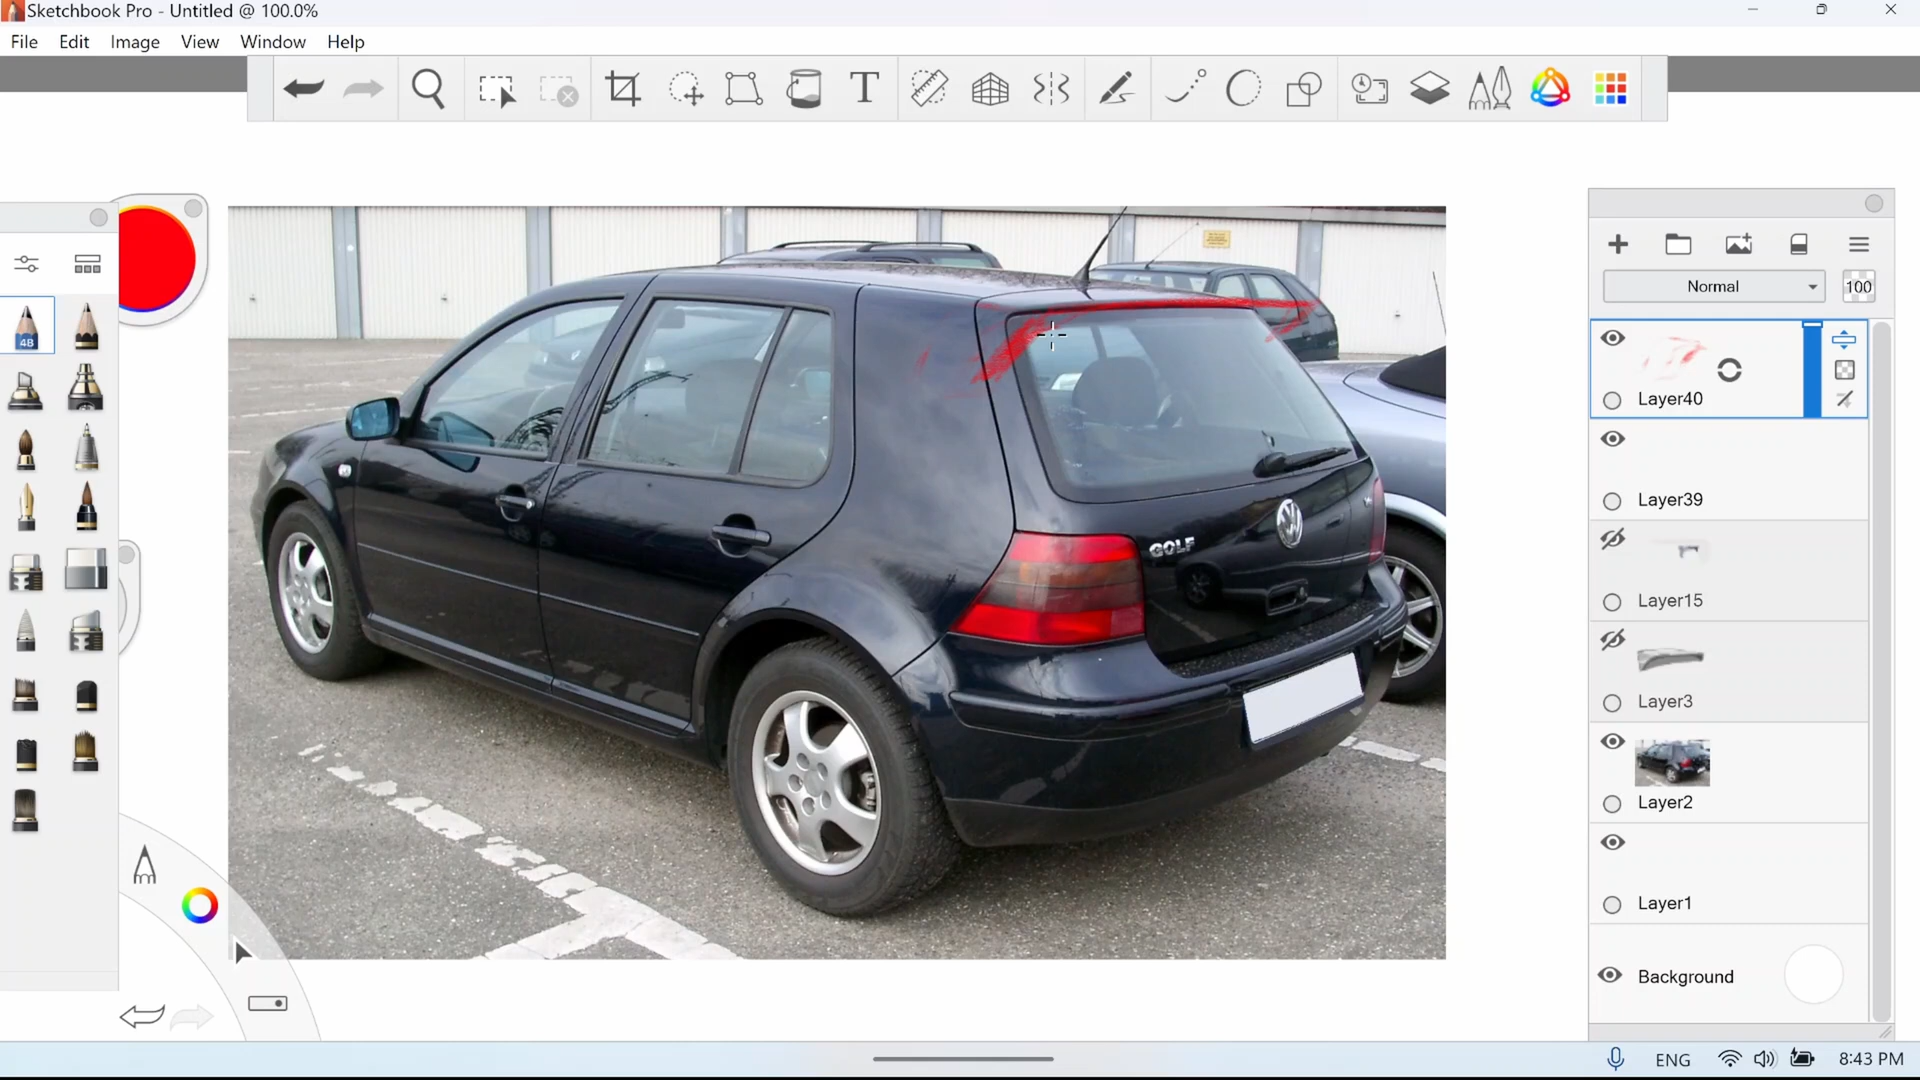 Sketchbook Pro - Untitled @ 100.0%
File Edit Image View Window Help
T
Normal
100
4B
Layer40
Layer39
Layer15
Layer3
Layer2
Layer1
Background
GOLF
ENG
8:43 PM